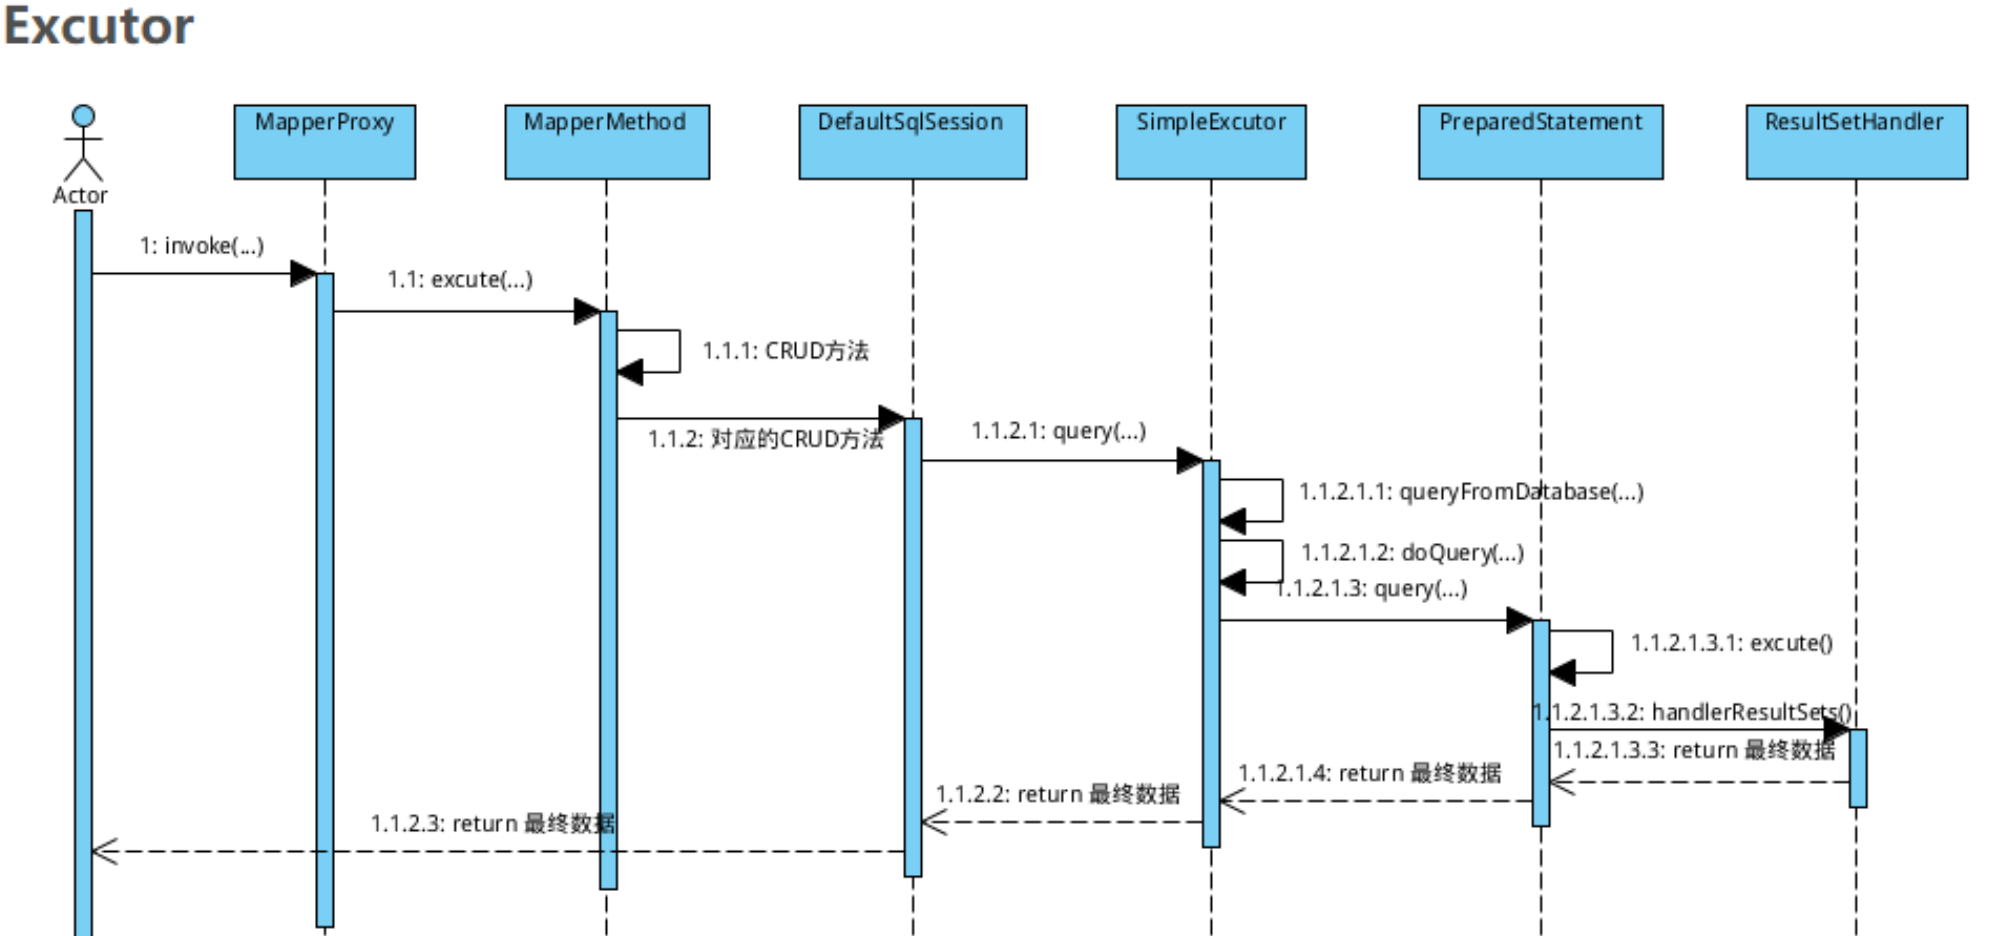 Excutor
Actor
MapperProxy
MapperMethod
DefaultSqlSession
SimpleExcutor
PreparedStatement
ResultSetHandler
1: invoke(...)
1.1: excute(...)
1.1.1: CRUD方法
1.1.2: 对应的CRUD方法
1.1.2.1: query(...)
1.1.2.1.1: queryFromDatabase(...)
1.1.2.1.2: doQuery(...)
1.1.2.1.3: query(...)
1.1.2.1.3.1: excute()
1.1.2.1.3.2: handlerResultSets()
1.1.2.1.3.3: return 最终数据
1.1.2.1.4: return 最终数据
1.1.2.2: return 最终数据
1.1.2.3: return 最终数据